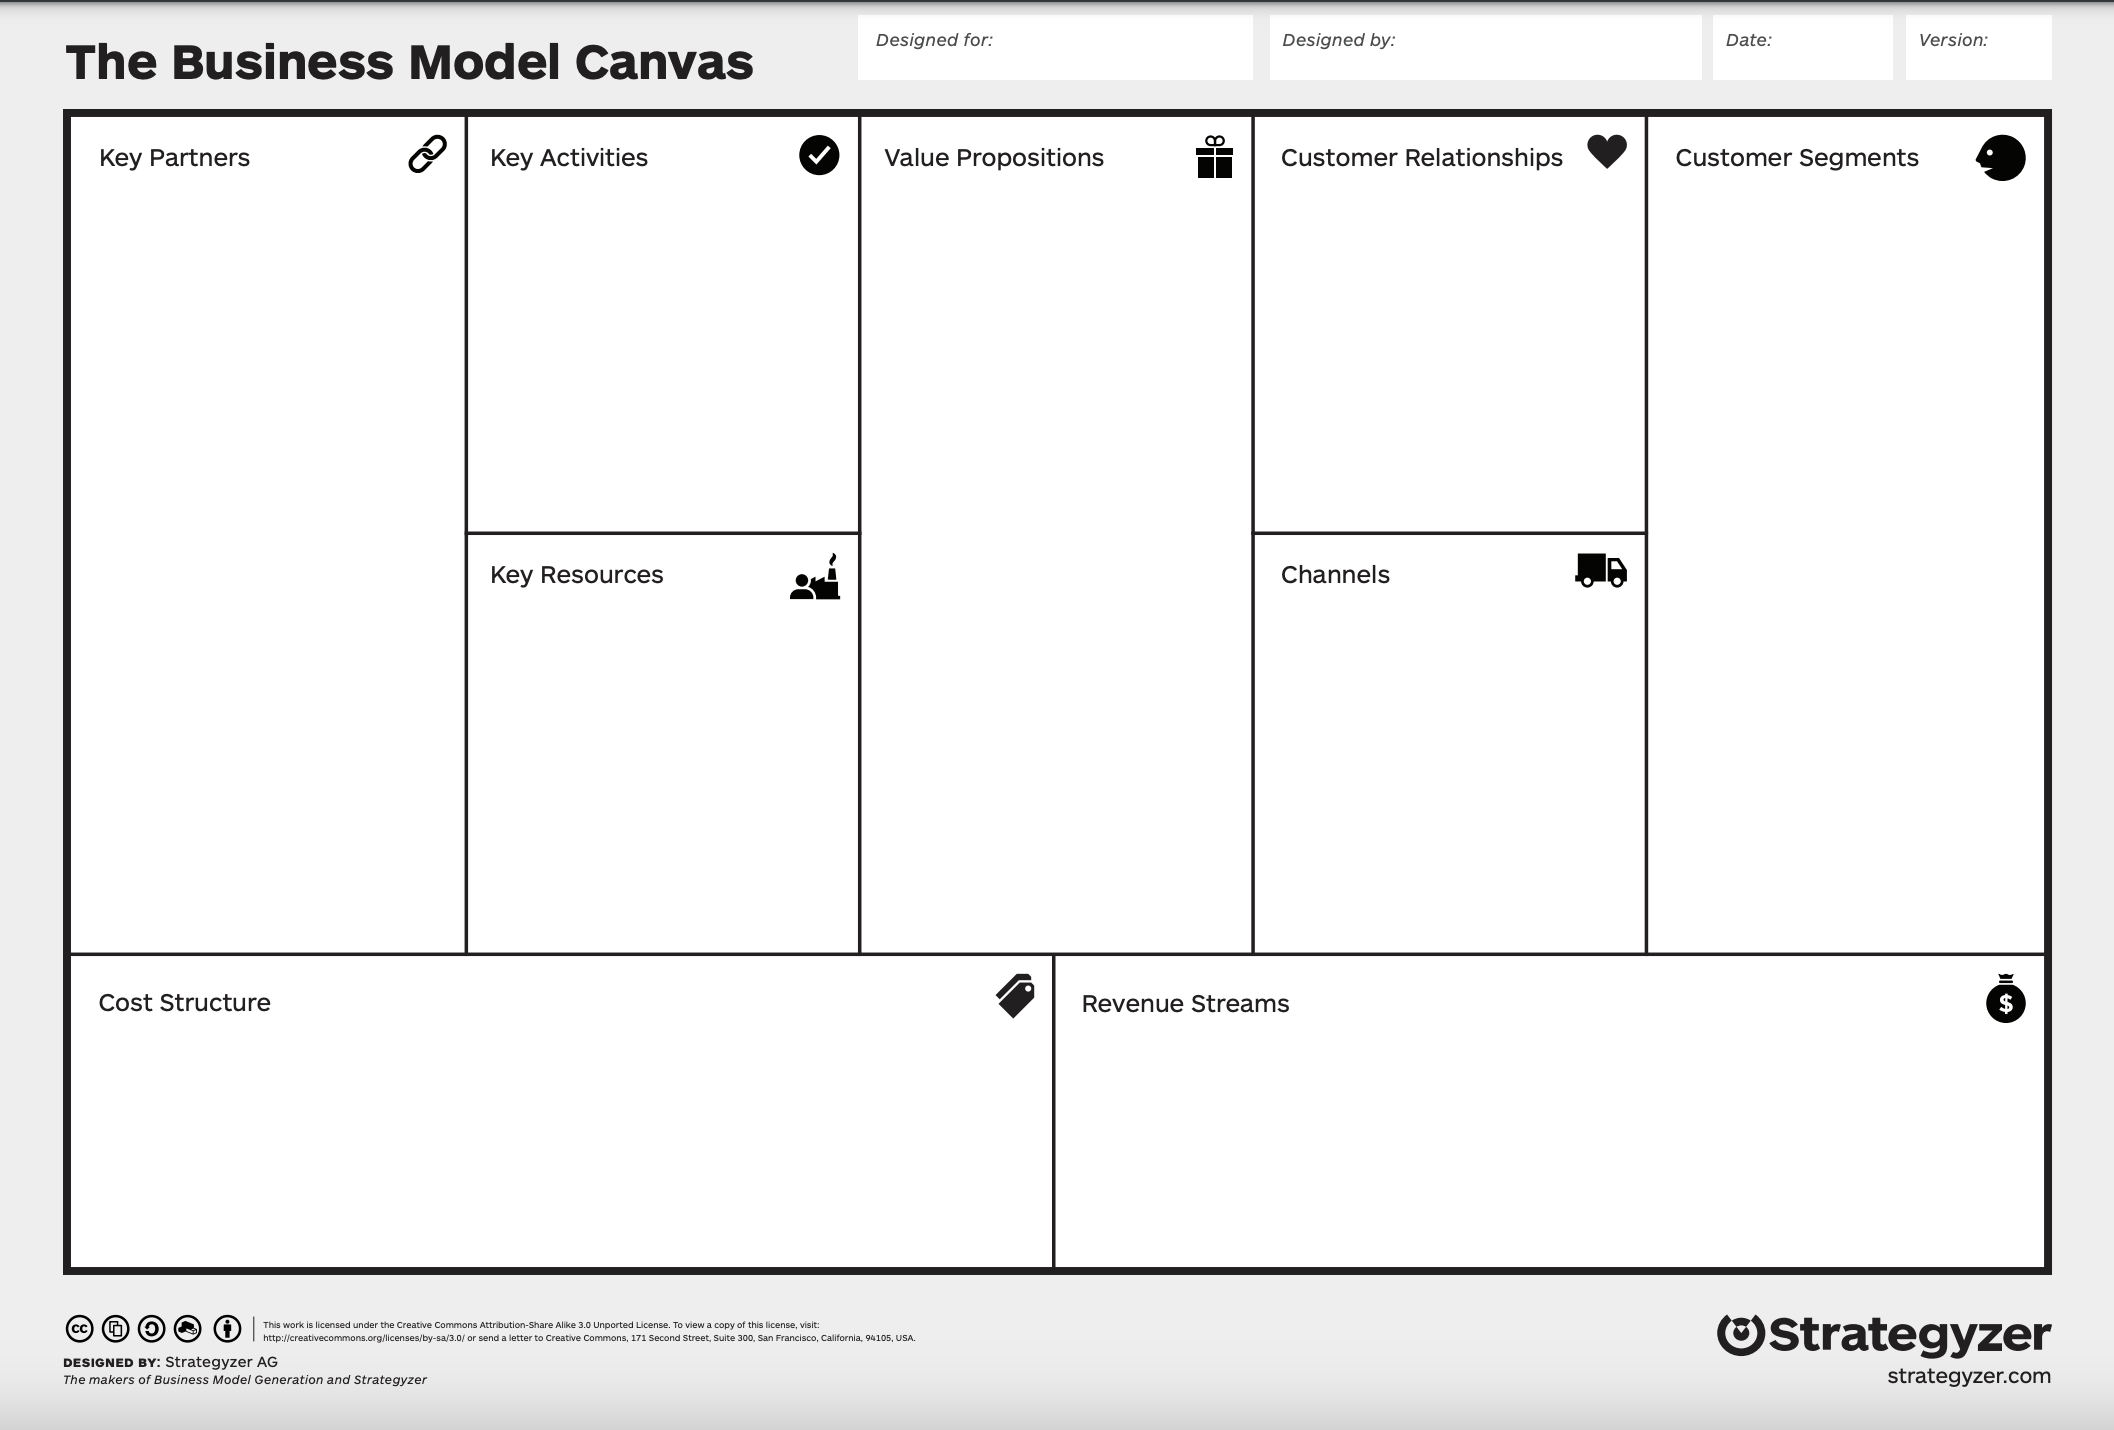 The Business Model Canvas
Designed for:
Designed by:
Date:
Version:
Key Partners
Key Activities
Value Propositions
Customer Relationships
Customer Segments
Key Resources
Channels
Cost Structure
$
Revenue Streams
cc
This work is licensed under the Creative Commons Attribution-Share Alike 3.0 Unported License. To view a copy of this license, visit:
http://creativecommons.org/licenses/by-sa/3.0/ or send a letter to Creative Commons, 171 Second Street, Suite 300, San Francisco, California, 94105, USA.
DESIGNED BY: Strategyzer AG
The makers of Business Model Generation and Strategyzer
Strategyzer
strategyzer.com